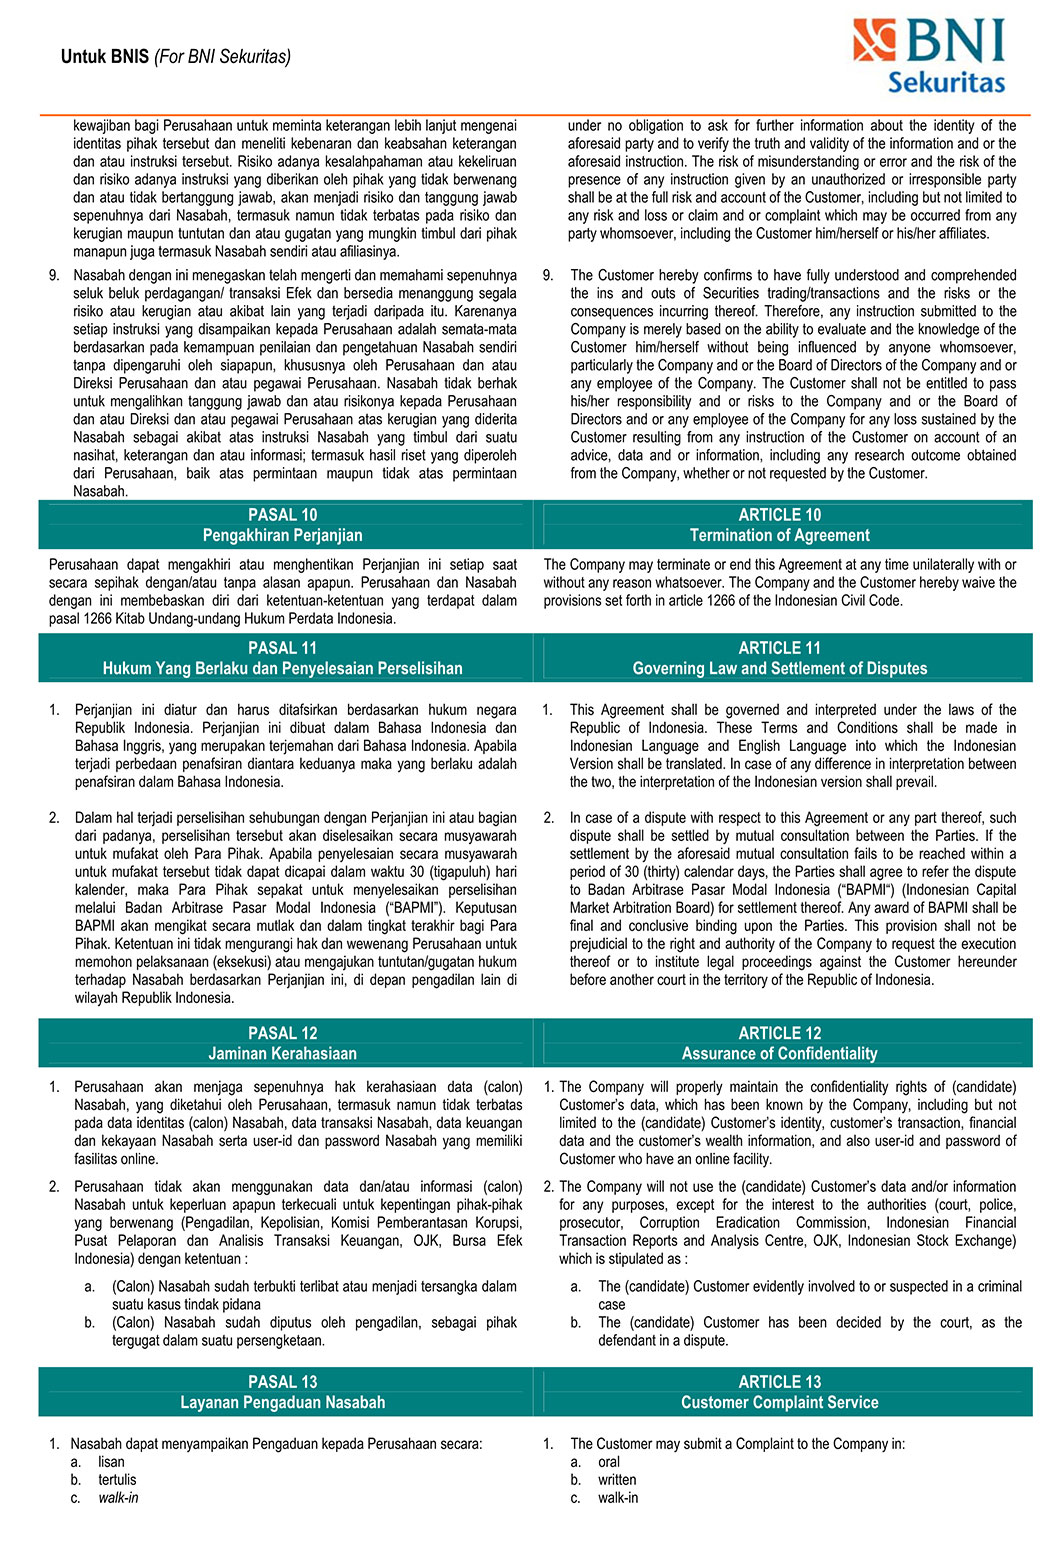 Untuk BNIS (For BNI Sekuritas)
BNI
Sekuritas
kewajiban bagi Perusahaan untuk meminta keterangan lebih lanjut mengenai
identitas pihak tersebut dan meneliti kebenaran dan keabsahan keterangan
dan atau instruksi tersebut. Risiko adanya kesalahpahaman atau kekeliruan
dan risiko adanya instruksi yang diberikan oleh pihak yang tidak berwenang
dan atau tidak bertanggung jawab, akan menjadi risiko dan tanggung jawab
sepenuhnya dari Nasabah, termasuk namun tidak terbatas pada risiko dan
kerugian maupun tuntutan dan atau gugatan yang mungkin timbul dari pihak
manapun juga termasuk Nasabah sendiri atau afiliasinya.
9. Nasabah dengan ini menegaskan telah mengerti dan memahami sepenuhnya
seluk beluk perdagangan/ transaksi Efek dan bersedia menanggung segala
risiko atau kerugian atau akibat lain yang terjadi daripada itu. Karenanya
setiap instruksi yang disampaikan kepada Perusahaan adalah semata-mata
berdasarkan pada kemampuan penilaian dan pengetahuan Nasabah sendiri
tanpa dipengaruhi oleh siapapun, khususnya oleh Perusahaan dan atau
Direksi Perusahaan dan atau pegawai Perusahaan. Nasabah tidak berhak
untuk mengalihkan tanggung jawab dan atau risikonya kepada Perusahaan
dan atau Direksi dan atau pegawai Perusahaan atas kerugian yang diderita
Nasabah sebagai akibat atas instruksi Nasabah yang timbul dari suatu
nasihat, keterangan dan atau informasi; termasuk hasil riset yang diperoleh
dari Perusahaan, baik atas permintaan maupun tidak atas permintaan
Nasabah.
under no obligation to ask for further information about the identity of the
aforesaid party and to verify the truth and validity of the information and or the
aforesaid instruction. The risk of misunderstanding or error and the risk of the
presence of any instruction given by an unauthorized or irresponsible party
shall be at the full risk and account of the Customer, including but not limited to
any risk and loss or claim and or complaint which may be occurred from any
party whomsoever, including the Customer him/herself or his/her affiliates.
9. The Customer hereby confirms to have fully understood and comprehended
the ins and outs of Securities trading/transactions and the risks or the
consequences incurring thereof. Therefore, any instruction submitted to the
Company is merely based on the ability to evaluate and the knowledge of the
Customer him/herself without being influenced by anyone whomsoever,
particularly the Company and or the Board of Directors of the Company and or
any employee of the Company. The Customer shall not be entitled to pass
his/her responsibility and or risks to the Company and or the Board of
Directors and or any employee of the Company for any loss sustained by the
Customer resulting from any instruction of the Customer on account of an
advice, data and or information, including any research outcome obtained
from the Company, whether or not requested by the Customer.
PASAL 10
Pengakhiran Perjanjian
ARTICLE 10
Termination of Agreement
Perusahaan dapat mengakhiri atau menghentikan Perjanjian ini setiap saat
secara sepihak dengan/atau tanpa alasan apapun. Perusahaan dan Nasabah
dengan ini membebaskan diri dari ketentuan-ketentuan yang terdapat dalam
pasal 1266 Kitab Undang-undang Hukum Perdata Indonesia.
The Company may terminate or end this Agreement at any time unilaterally with or
without any reason whatsoever. The Company and the Customer hereby waive the
provisions set forth in article 1266 of the Indonesian Civil Code.
PASAL 11
Hukum Yang Berlaku dan Penyelesaian Perselisihan
ARTICLE 11
Governing Law and Settlement of Disputes
1. Perjanjian ini diatur dan harus ditafsirkan berdasarkan hukum negara
Republik Indonesia. Perjanjian ini dibuat dalam Bahasa Indonesia dan
Bahasa Inggris, yang merupakan terjemahan dari Bahasa Indonesia. Apabila
terjadi perbedaan penafsiran diantara keduanya maka yang berlaku adalah
penafsiran dalam Bahasa Indonesia.
2. Dalam hal terjadi perselisihan sehubungan dengan Perjanjian ini atau bagian
dari padanya, perselisihan tersebut akan diselesaikan secara musyawarah
untuk mufakat oleh Para Pihak. Apabila penyelesaian secara musyawarah
untuk mufakat tersebut tidak dapat dicapai dalam waktu 30 (tigapuluh) hari
kalender, maka Para Pihak sepakat untuk menyelesaikan perselisihan
melalui Badan Arbitrase Pasar Modal Indonesia (“BAPMI”). Keputusan
BAPMI akan mengikat secara mutlak dan dalam tingkat terakhir bagi Para
Pihak. Ketentuan ini tidak mengurangi hak dan wewenang Perusahaan untuk
memohon pelaksanaan (eksekusi) atau mengajukan tuntutan/gugatan hukum
terhadap Nasabah berdasarkan Perjanjian ini, di depan pengadilan lain di
wilayah Republik Indonesia.
1. This Agreement shall be governed and interpreted under the laws of the
Republic of Indonesia. These Terms and Conditions shall be made in
Indonesian Language and English Language into which the Indonesian
Version shall be translated. In case of any difference in interpretation between
the two, the interpretation of the Indonesian version shall prevail.
2. In case of a dispute with respect to this Agreement or any part thereof, such
dispute shall be settled by mutual consultation between the Parties. If the
settlement by the aforesaid mutual consultation fails to be reached within a
period of 30 (thirty) calendar days, the Parties shall agree to refer the dispute
to Badan Arbitrase Pasar Modal Indonesia (“BAPMI“) (Indonesian Capital
Market Arbitration Board) for settlement thereof. Any award of BAPMI shall be
final and conclusive binding upon the Parties. This provision shall not be
prejudicial to the right and authority of the Company to request the execution
thereof or to institute legal proceedings against the Customer hereunder
before another court in the territory of the Republic of Indonesia.
PASAL 12
Jaminan Kerahasiaan
ARTICLE 12
Assurance of Confidentiality
1. Perusahaan akan menjaga sepenuhnya hak kerahasian data (calon)
Nasabah, yang diketahui oleh Perusahaan, termasuk namun tidak terbatas
pada data identitas (calon) Nasabah, data transaksi Nasabah, data keuangan
dan kekayaan Nasabah serta user-id dan password Nasabah yang memiliki
fasilitas online.
2. Perusahaan tidak akan menggunakan data dan/atau informasi (calon)
Nasabah untuk keperluan apapun terkecuali untuk kepentingan pihak-pihak
yang berwenang (Pengadilan, Kepolisian, Komisi Pemberantasan Korupsi,
Pusat Pelaporan dan Analisis Transaksi Keuangan, OJK, Bursa Efek
Indonesia) dengan ketentuan :
a. (Calon) Nasabah sudah terbukti terlibat atau menjadi tersangka dalam
suatu kasus tindak pidana
b. (Calon) Nasabah sudah diputus oleh pengadilan, sebagai pihak
tergugat dalam suatu persengketaan.
1. The Company will properly maintain the confidentiality rights of (candidate)
Customer's data, which has been known by the Company, including but not
limited to the (candidate) Customer's identity, customer's transaction, financial
data and the customer's wealth information, and also user-id and password of
Customer who have an online facility.
2. The Company will not use the (candidate) Customer's data and/or information
for any purposes, except for the interest to the authorities (court, police,
prosecutor, Corruption Eradication Commission, Indonesian Financial
Transaction Reports and Analysis Centre, OJK, Indonesian Stock Exchange)
which is stipulated as :
a. The (candidate) Customer evidently involved to or suspected in a criminal
case
b. The (candidate) Customer has been decided by the court, as the
defendant in a dispute.
PASAL 13
Layanan Pengaduan Nasabah
ARTICLE 13
Customer Complaint Service
1. Nasabah dapat menyampaikan Pengaduan kepada Perusahaan secara:
a. lisan
b. tertulis
c. walk-in
1. The Customer may submit a Complaint to the Company in:
a. oral
b. written
c. walk-in